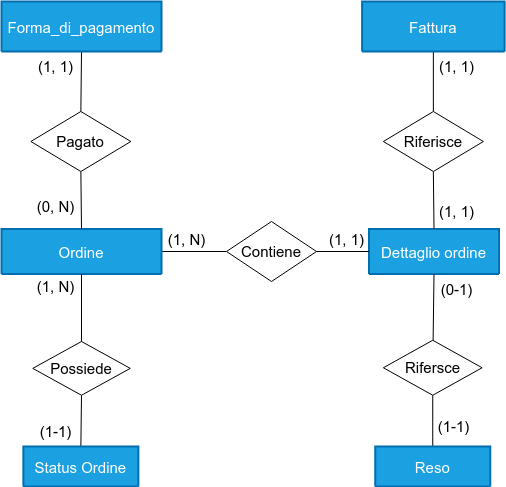 Forma_di_pagamento
Fattura
(1, 1)
(1, 1)
Pagato
Riferisce
(0, N)
(1, 1)
Ordine
(1, N)
Contiene
(1, 1)
Dettaglio ordine
(1, N)
(0-1)
Possiede
Rifersce
(1-1)
(1-1)
Status Ordine
Reso